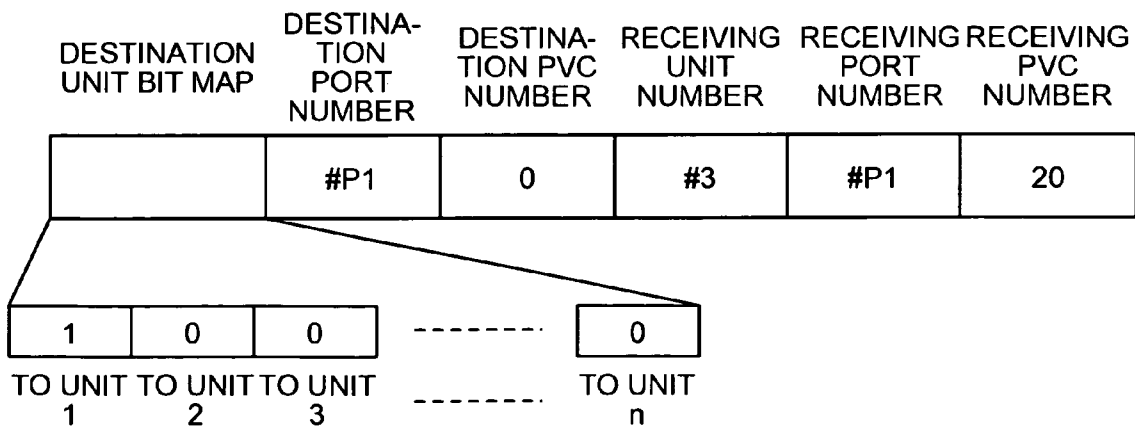 DESTINATION UNIT BIT MAP
DESTINA-TION PORT NUMBER
DESTINA-TION PVC NUMBER
RECEIVING UNIT NUMBER
RECEIVING PORT NUMBER
RECEIVING PVC NUMBER
#P1 0 #3 #P1 20
1 0 0 0
TO UNIT 1
TO UNIT 2
TO UNIT 3
TO UNIT n